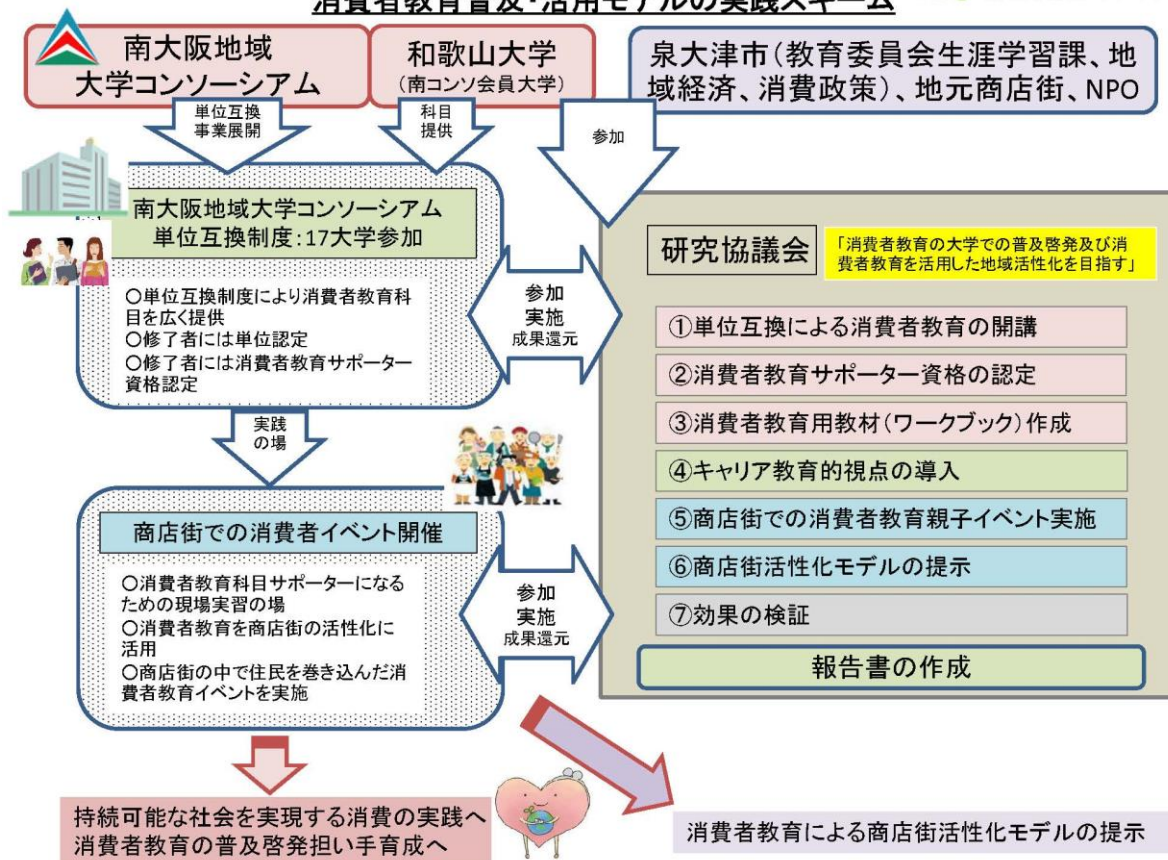 消費者教育普及・活用モデルの実践スキーム
南大阪地域
大学コンソーシアム
和歌山大学
(南コンソ会員大学)
泉大津市(教育委員会生涯学習課、地
域経済、消費政策)、地元商店街、NPO
単位互換
事業展開
科目
提供
参加
南大阪地域大学コンソーシアム
単位互換制度:17大学参加
○単位互換制度により消費者教育科
目を広く提供
○修了者には単位認定
○修了者には消費者教育サポーター
資格認定
参加
実施
成果還元
研究協議会
「消費者教育の大学での普及啓発及び消
費者教育を活用した地域活性化を目指す」
①単位互換による消費者教育の開講
②消費者教育サポーター資格の認定
③消費者教育用教材(ワークブック)作成
④キャリア教育的視点の導入
⑤商店街での消費者教育親子イベント実施
⑥商店街活性化モデルの提示
⑦効果の検証
報告書の作成
実践
の場
商店街での消費者イベント開催
○消費者教育科目サポーターになる
ための現場実習の場
○消費者教育を商店街の活性化に
活用
○商店街の中で住民を巻き込んだ消
費者教育イベントを実施
参加
実施
成果還元
持続可能な社会を実現する消費の実践へ
消費者教育の普及啓発担い手育成へ
消費者教育による商店街活性化モデルの提示